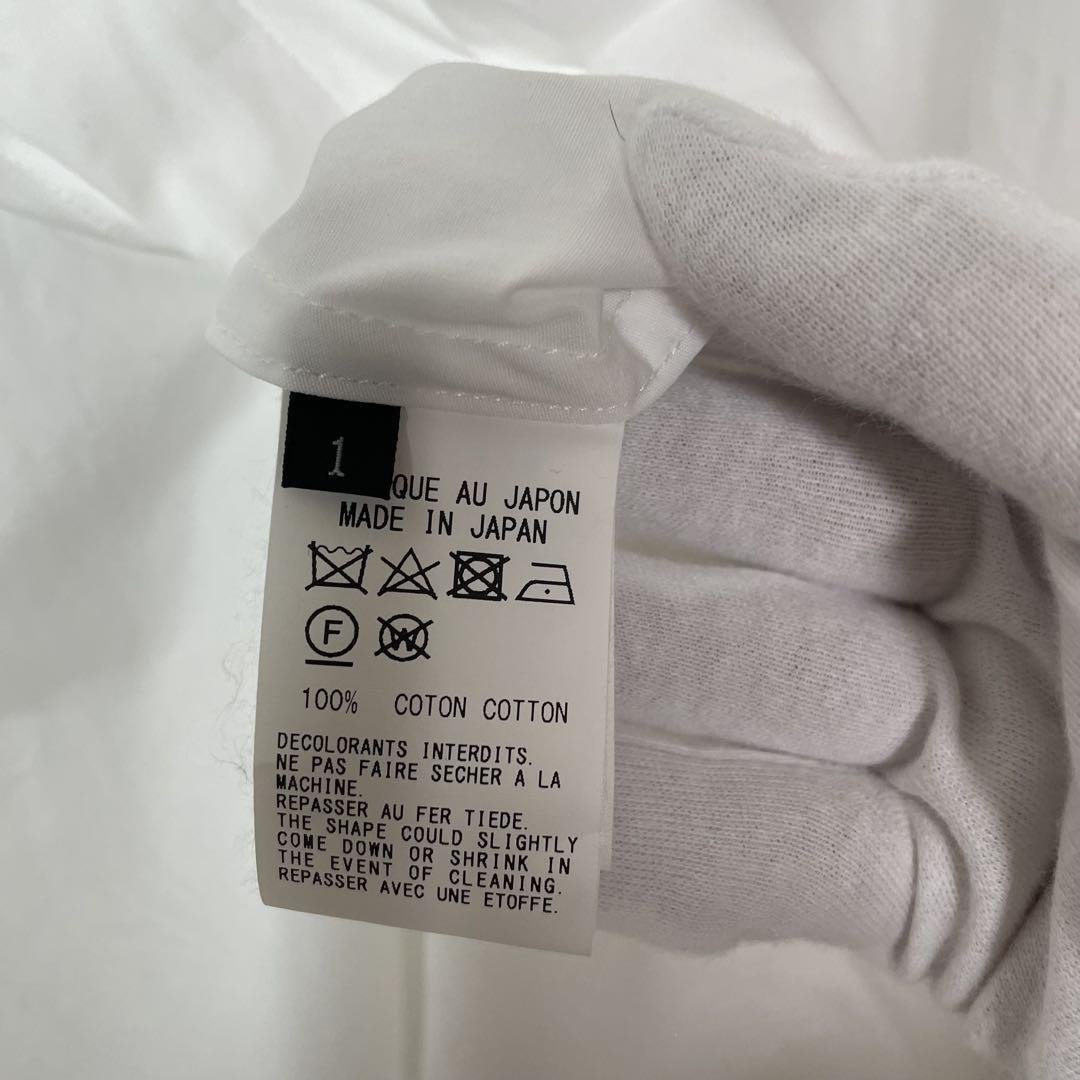 1
QUE AU JAPON
MADE IN JAPAN
F
W
100% COTON COTTON
DECOLORANTS INTERDITS.
NE PAS FAIRE SECHER A LA
MACHINE.
REPASSER AU FER TIEDE.
THE SHAPE COULD SLIGHTLY
COME DOWN OR SHRINK IN
THE EVENT OF CLEANING.
REPASSER AVEC UNE ETOFFE.